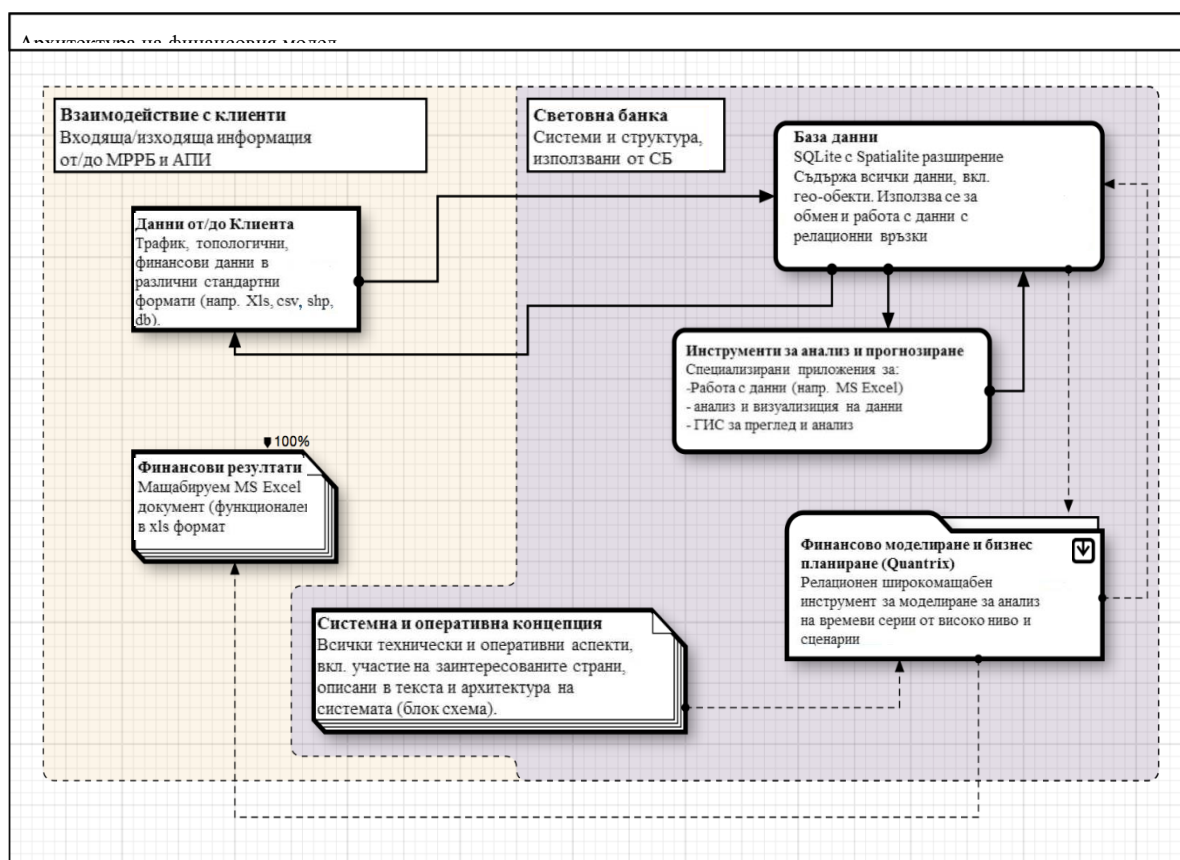 Архитектура на финансовия модел
Взаимодействие с клиенти
Входяща/изходяща информация
от/до МРРБ и АПИ
Световна банка
Системи и структура,
използвани от СБ
База данни
SQLite с Spatialite разширение
Съдържа всички данни, вкл.
гео-обекти. Използва се за
обмен и работа с данни с
релационни връзки
Данни от/до Клиента
Трафик, топологични,
финансови данни в
различни стандартни
формати (напр. Xls, csv, shp,
db).
Инструменти за анализ и прогнозиране
Специализирани приложения за:
-Работа с данни (напр. MS Excel)
- анализ и визуализиция на данни
- ГИС за преглед и анализ
100%
Финансови резултати
Мащабируем MS Excel
документ (функционале
в xls формат
Финансово моделиране и бизнес
планиране (Quantrix)
Релационен широкомащабен
инструмент за моделиране за анализ
на времеви серии от високо ниво и
сценарии
Системна и оперативна концепция
Всички технически и оперативни аспекти,
вкл. участие на заинтересованите страни,
описани в текста и архитектура на
системата (блок схема).